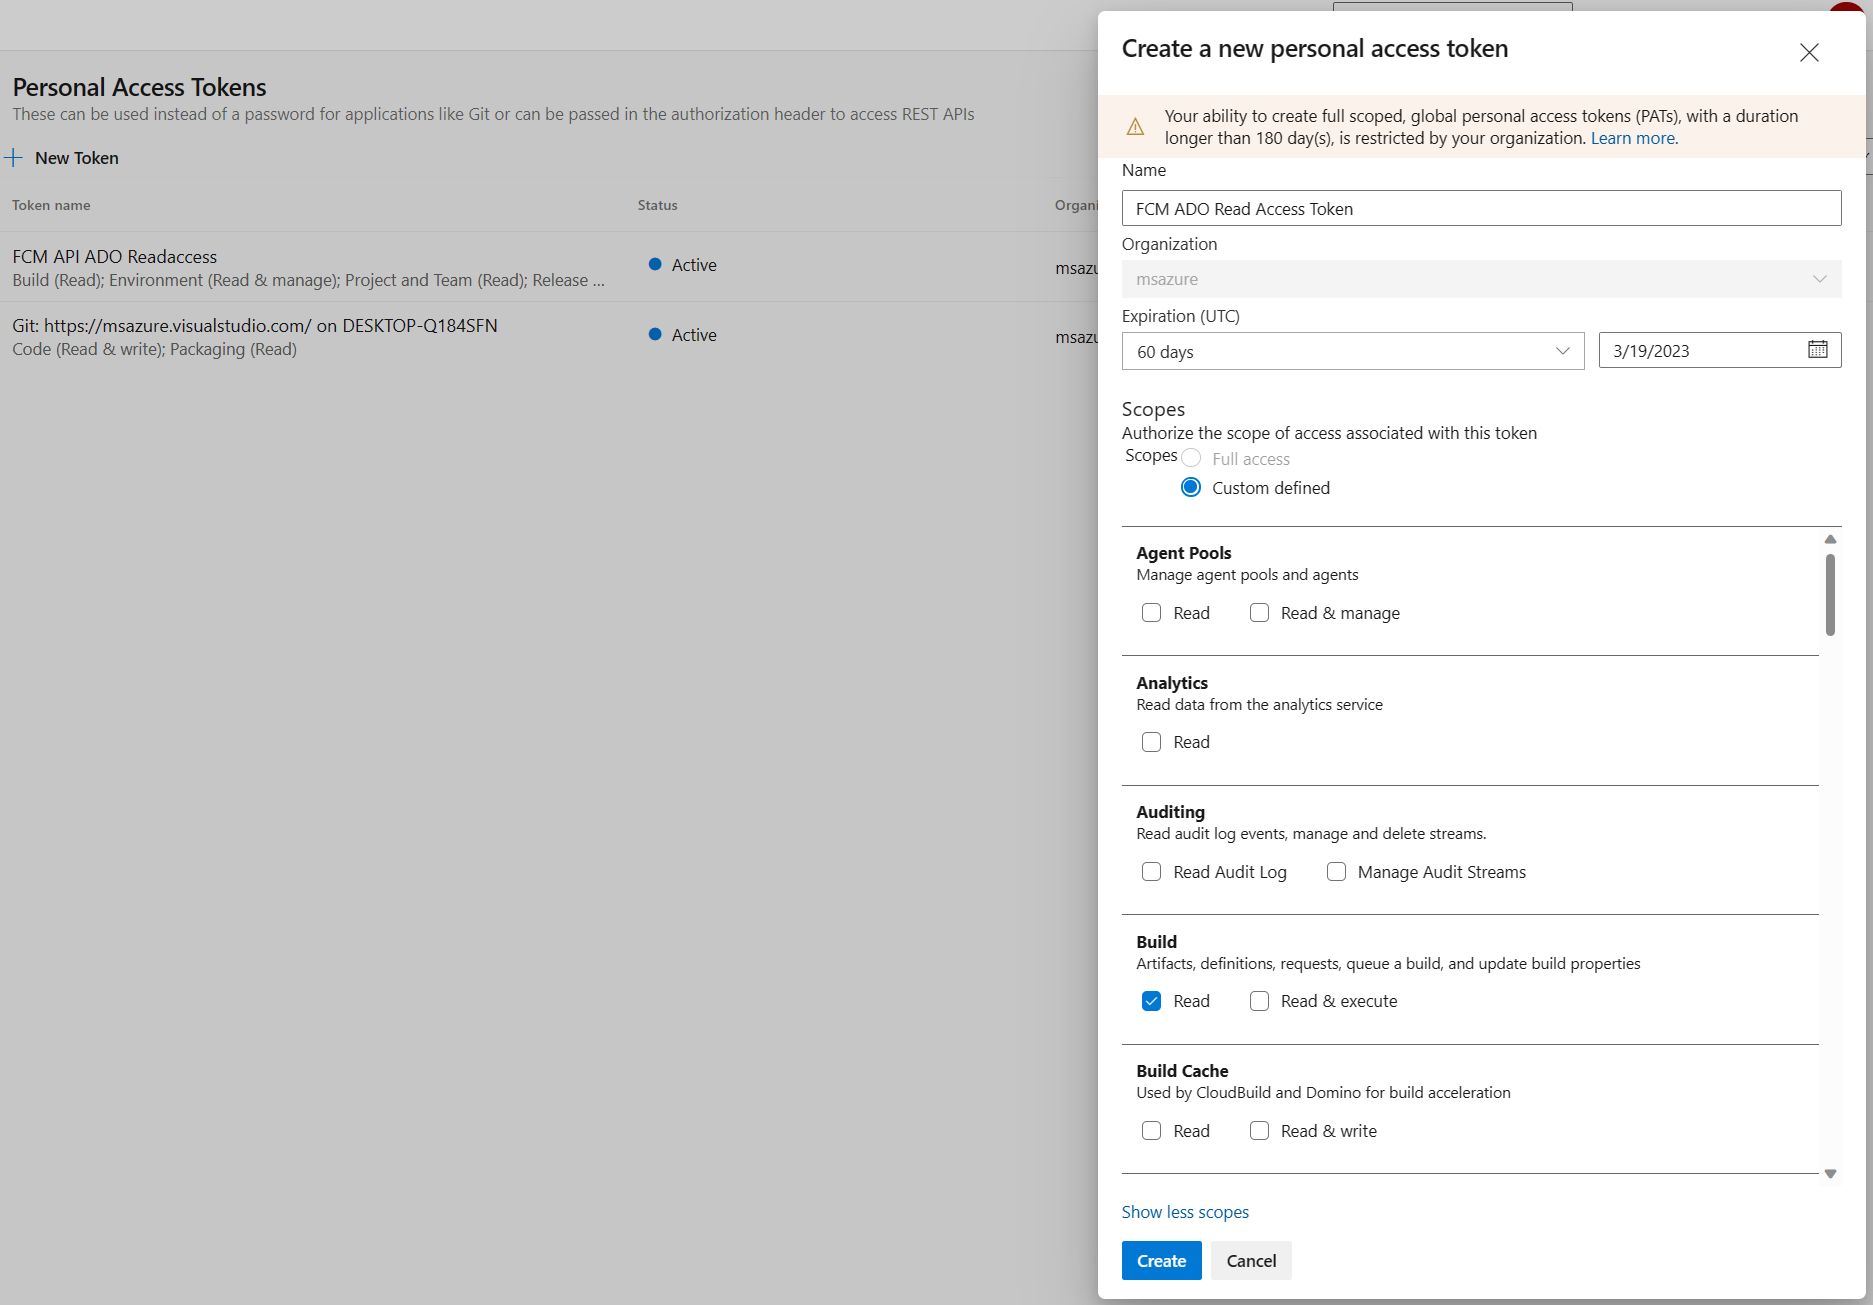 Personal Access Tokens
These can be used instead of a password for applications like Git or can be passed in the authorization header to access REST APIs
New Token
Token name
Status
Organi
FCM API ADO Readaccess
Build (Read); Environment (Read & manage); Project and Team (Read); Release ...
Active
msazu
Git: https://msazure.visualstudio.com/ on DESKTOP-Q184SFN
Code (Read & write); Packaging (Read)
Active
msazu
Create a new personal access token
Your ability to create full scoped, global personal access tokens (PATs), with a duration
longer than 180 day(s), is restricted by your organization. Learn more.
Name
FCM ADO Read Access Token
Organization
msazure
Expiration (UTC)
60 days
3/19/2023
Scopes
Authorize the scope of access associated with this token
Scopes
Full access
Custom defined
Agent Pools
Manage agent pools and agents
Read
Read & manage
Analytics
Read data from the analytics service
Read
Auditing
Read audit log events, manage and delete streams.
Read Audit Log
Manage Audit Streams
Build
Artifacts, definitions, requests, queue a build, and update build properties
Read
Read & execute
Build Cache
Used by CloudBuild and Domino for build acceleration
Read
Read & write
Show less scopes
Create
Cancel